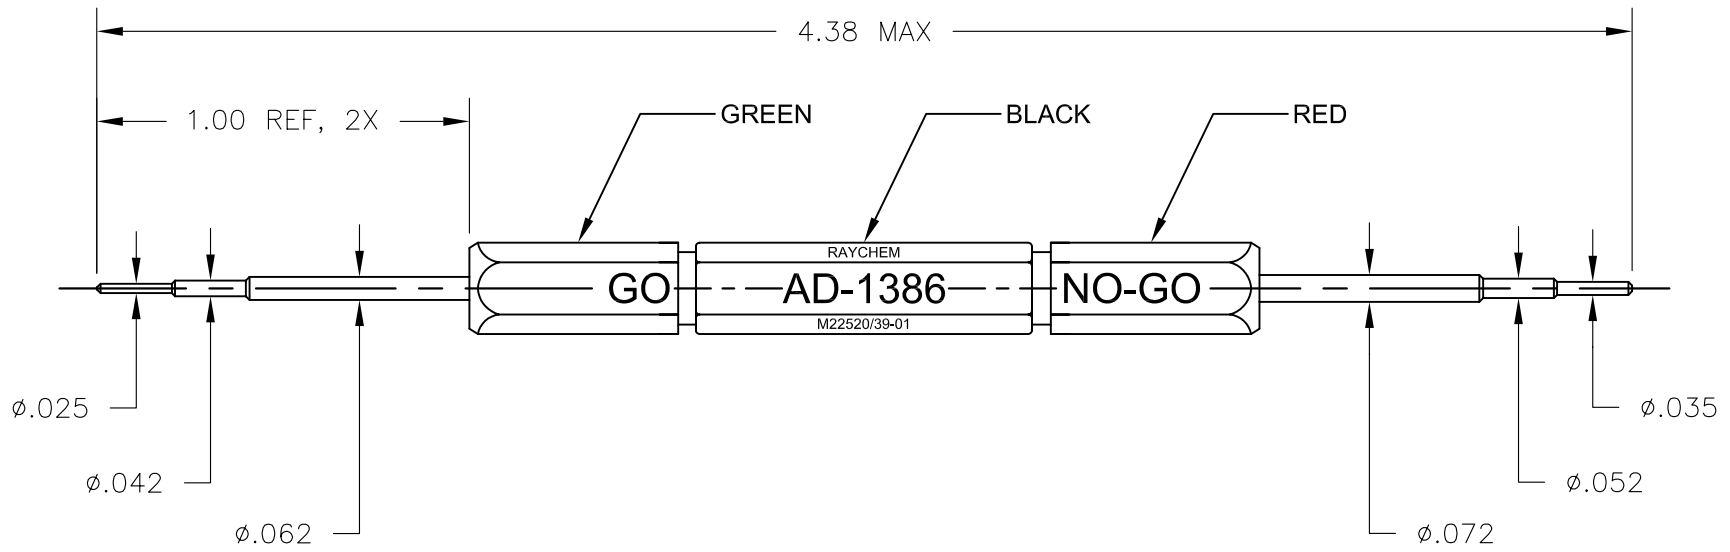 4.38 MAX
1.00 REF, 2X
GREEN
BLACK
RED
RAYCHEM
GO
AD-1386
NO-GO
M22520/39-01
⌀.025
⌀.035
⌀.042
⌀.052
⌀.062
⌀.072